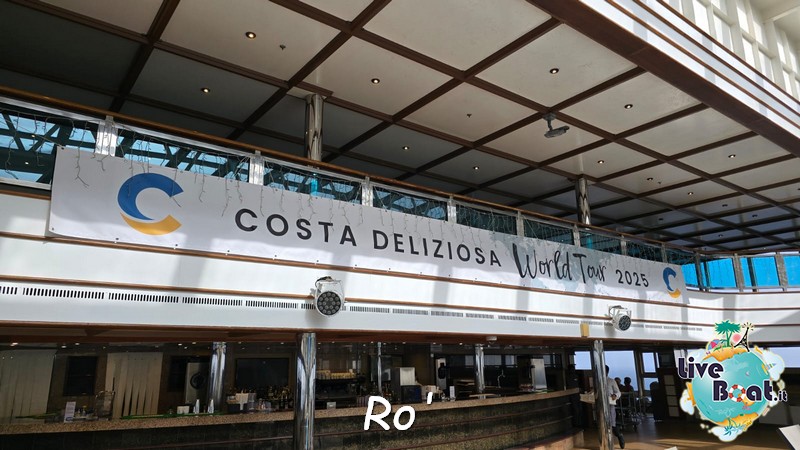 COSTA DELIZIOSA World Tour 2025
Live Boat.it
Ro'